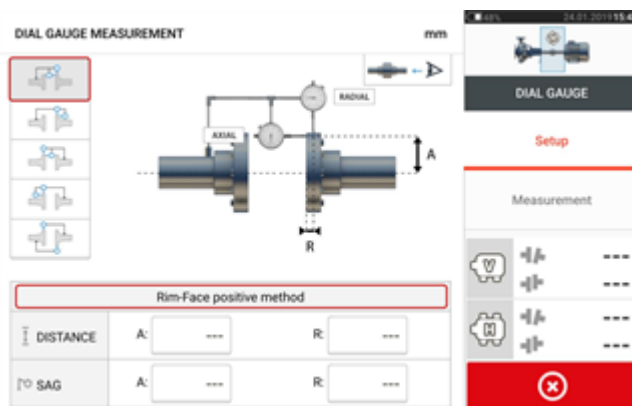 DIAL GAUGE MEASUREMENT
mm
RADIAL
AXIAL
A
R
Rim-Face positive method
DISTANCE
A:
---
R:
---
SAG
A:
---
R:
---
48%
24.01.2019
DIAL GAUGE
Setup
Measurement
V
---
---
H
---
---